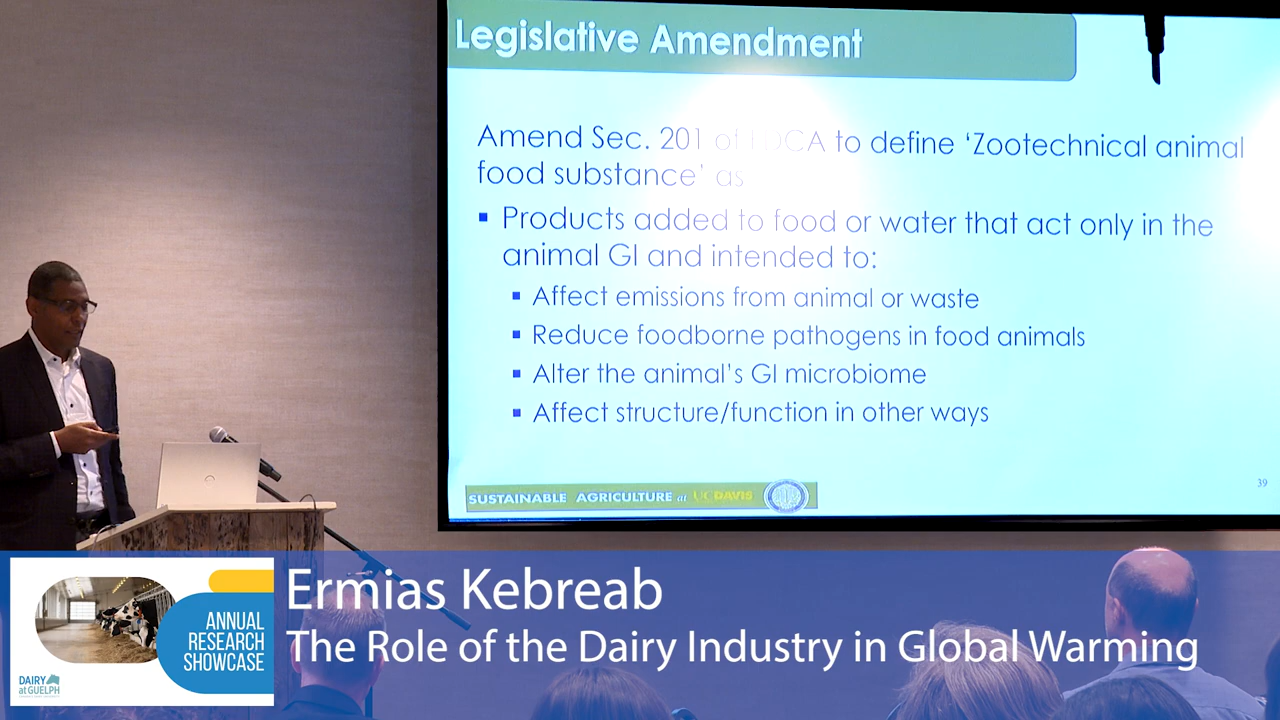 Legislative Amendment
Amend Sec. 201 of FDCA to define ‘Zootechnical animal
food substance’ as
▪ Products added to food or water that act only in the
animal GI and intended to:
▪ Affect emissions from animal or waste
▪ Reduce foodborne pathogens in food animals
▪ Alter the animal’s GI microbiome
▪ Affect structure/function in other ways
SUSTAINABLE AGRICULTURE at UC DAVIS
39
ANNUAL
RESEARCH
SHOWCASE
DAIRY
at GUELPH
Ermias Kebreab
The Role of the Dairy Industry in Global Warming